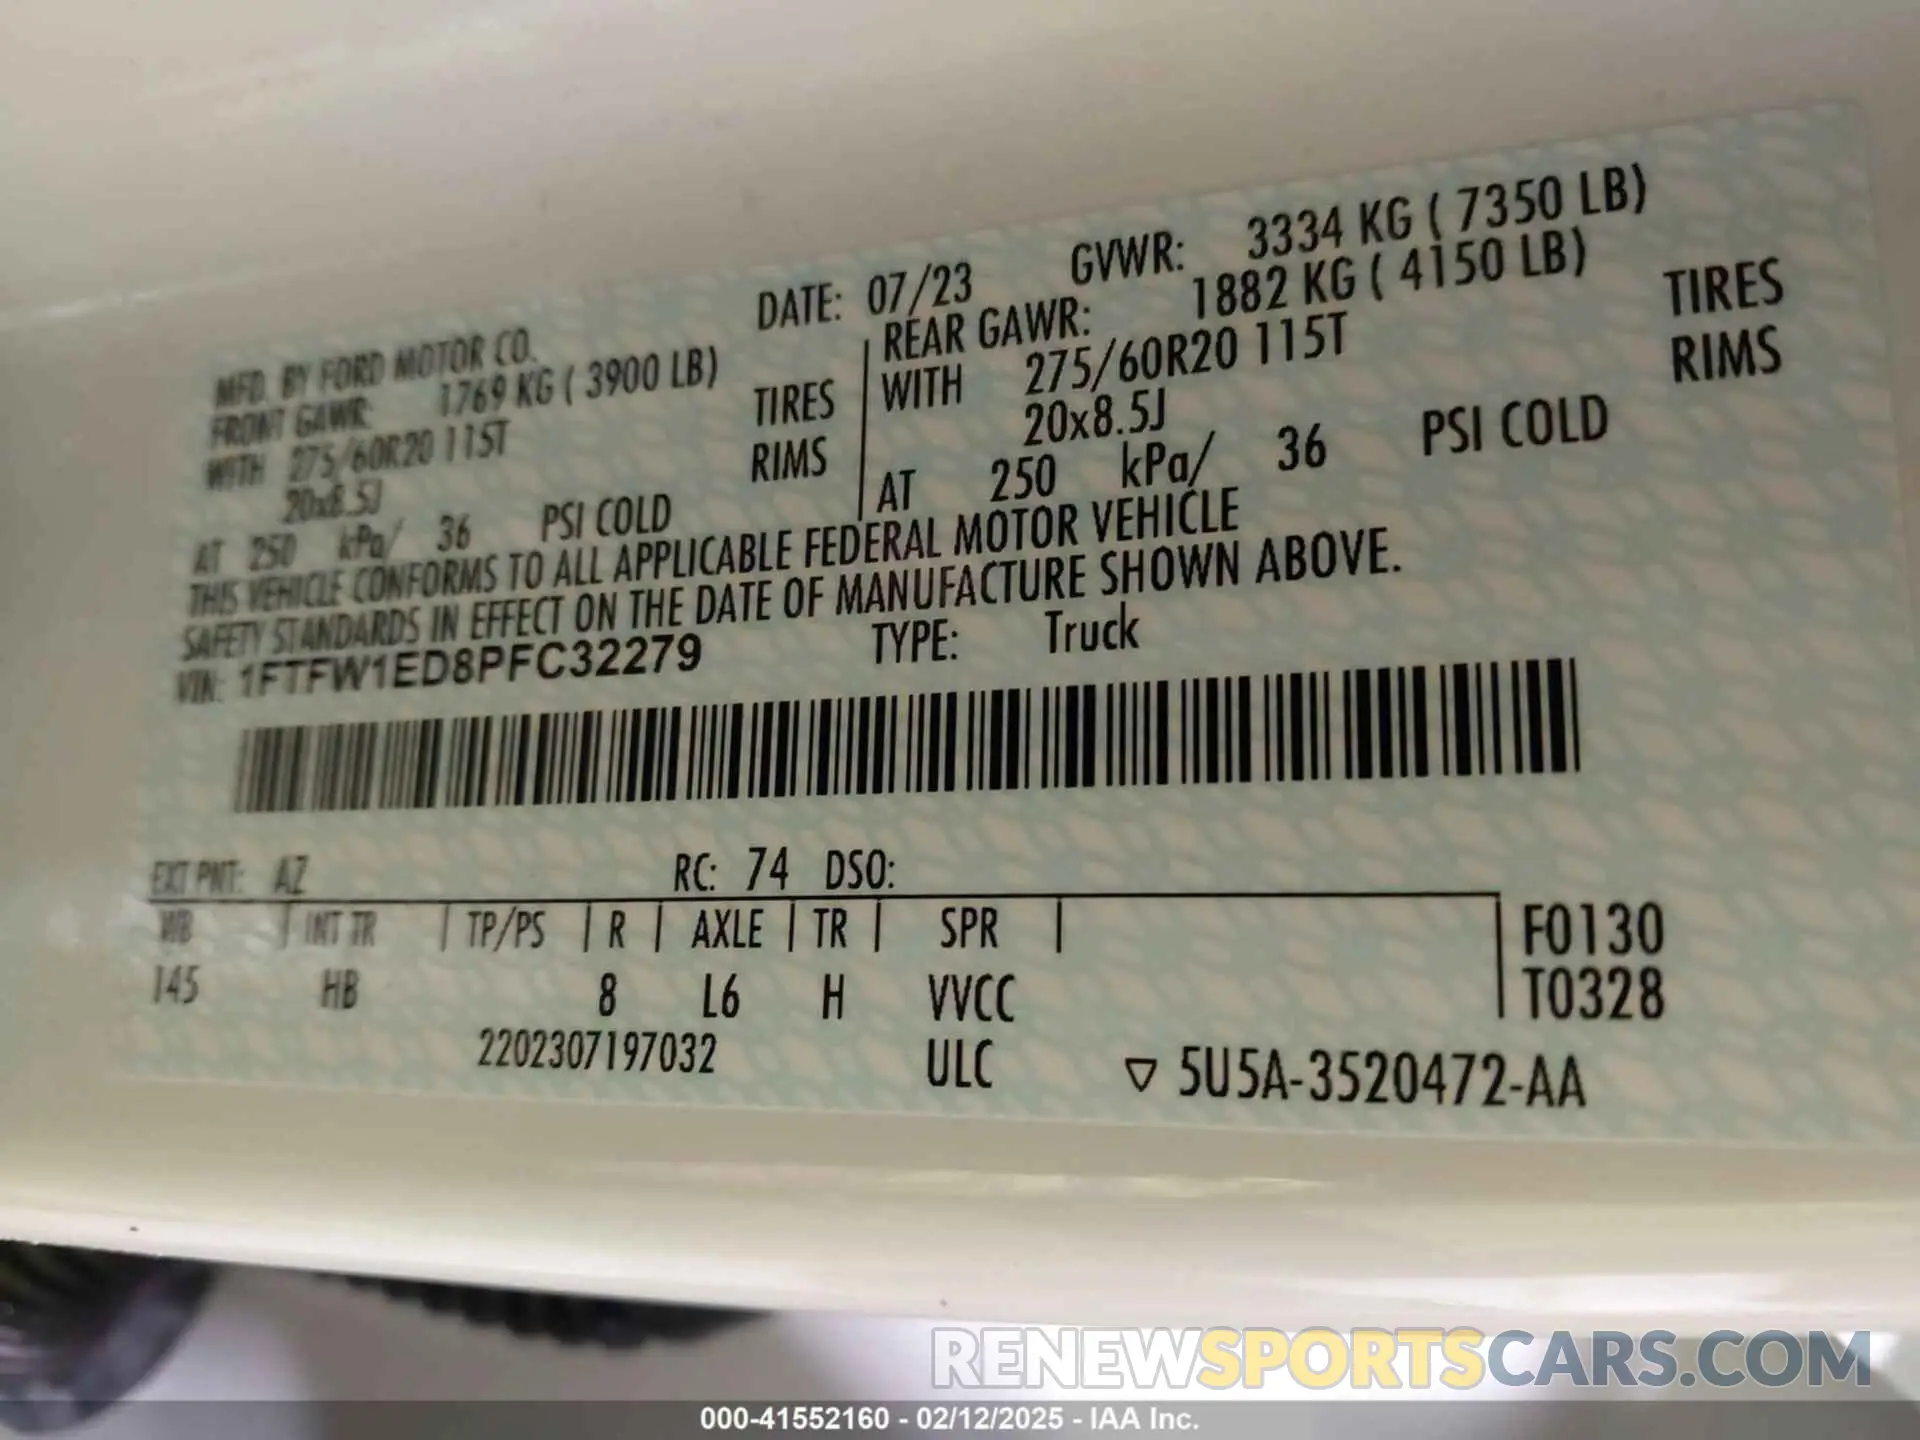 MFD. BY FORD MOTOR CO. DATE: 07/23 GVWR: 3334 KG ( 7350 LB)
FRONT GAWR: 1769 KG ( 3900 LB) REAR GAWR: 1882 KG ( 4150 LB)
WITH 275/60R20 115T TIRES WITH 275/60R20 115T TIRES
20x8.5J RIMS 20x8.5J RIMS
AT 250 kPa/ 36 PSI COLD AT 250 kPa/ 36 PSI COLD
THIS VEHICLE CONFORMS TO ALL APPLICABLE FEDERAL MOTOR VEHICLE
SAFETY STANDARDS IN EFFECT ON THE DATE OF MANUFACTURE SHOWN ABOVE.
VIN: 1FTFW1ED8PFC32279 TYPE: Truck
EXT PNT: AZ RC: 74 DSO:
WB INT TR TP/PS R AXLE TR SPR F0130
145 HB 8 L6 H VVCC T0328
2202307197032 ULC ▽ 5U5A-3520472-AA
RENEWSPORTSCARS.COM
000-41552160 - 02/12/2025 - IAA Inc.